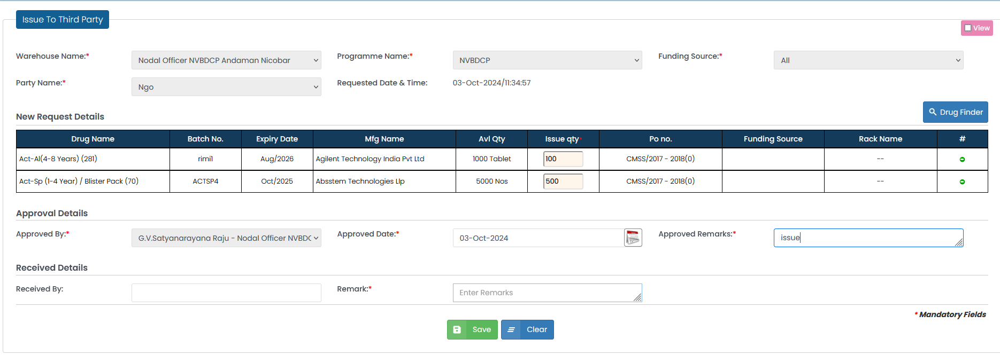 Issue To Third Party
View
Warehouse Name:* Nodal Officer NVBDCP Andaman Nicobar Programme Name:* NVBDCP Funding Source:* All
Party Name:* Ngo Requested Date & Time: 03-Oct-2024/11:34:57
New Request Details Drug Finder
Drug Name Batch No. Expiry Date Mfg Name Avl Qty Issue qty* Po no. Funding Source Rack Name #
Act-Al(4-8 Years) (281) rimi1 Aug/2026 Agilent Technology India Pvt Ltd 1000 Tablet 100 CMSS/2017 - 2018(0) --
Act-Sp (1-4 Year) / Blister Pack (70) ACTSP4 Oct/2025 Absstem Technologies Llp 5000 Nos 500 CMSS/2017 - 2018(0) --
Approval Details
Approved By:* G.V.Satyanarayana Raju - Nodal Officer NVBDC Approved Date:* 03-Oct-2024 Approved Remarks:* issue
Received Details
Received By: Remark:* Enter Remarks
* Mandatory Fields
Save Clear